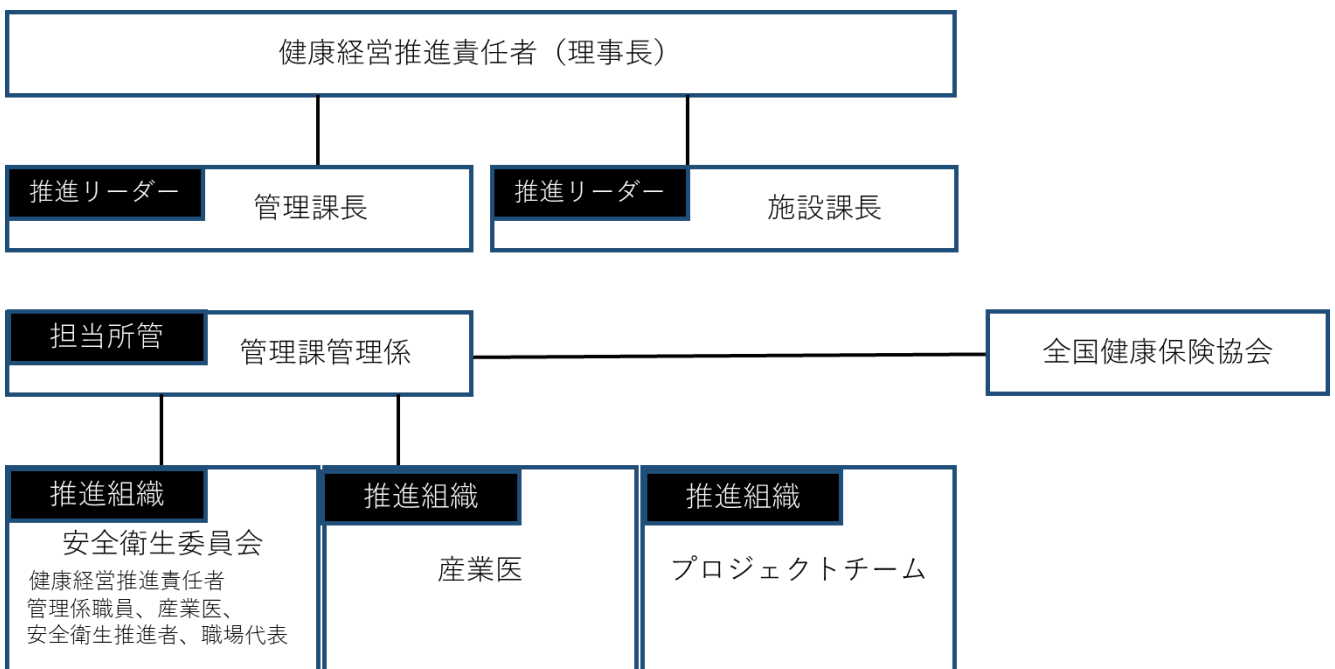 健康経営推進責任者（理事長）
推進リーダー
管理課長
推進リーダー
施設課長
担当所管
管理課管理係
全国健康保険協会
推進組織
安全衛生委員会
健康経営推進責任者
管理係職員、産業医、
安全衛生推進者、職場代表
推進組織
産業医
推進組織
プロジェクトチーム